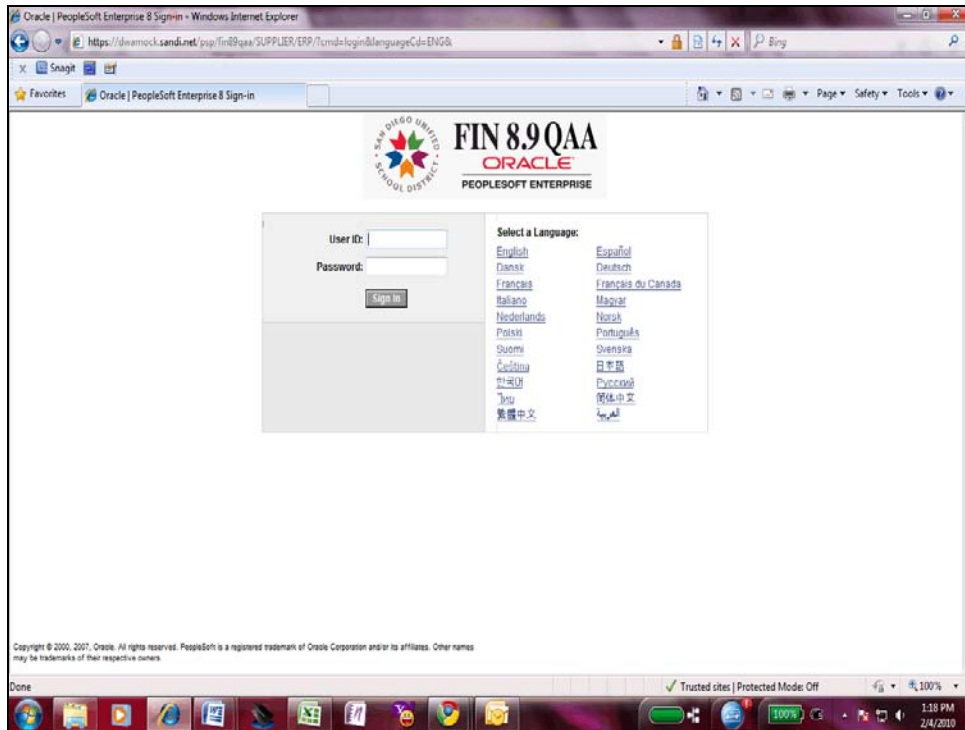 Oracle | PeopleSoft Enterprise 8 Sign-in - Windows Internet Explorer
https://dwamock.sandi.net/psp/fin89qaa/SUPPLIER/ERP/?cmd=login&languageCd=ENG&
Bing
X Snagit
Favorites Oracle | PeopleSoft Enterprise 8 Sign-in Page Safety Tools
SAN DIEGO UNIFIED SCHOOL DISTRICT
FIN 8.9 QAA
ORACLE
PEOPLESOFT ENTERPRISE
User ID:
Password:
Sign In
Select a Language:
English Español
Dansk Deutsch
Français Français du Canada
Italiano Magyar
Nederlands Norsk
Polski Português
Suomi Svenska
Čeština 日本語
한국어 Русский
ไทย 简体中文
繁體中文 العربية
Copyright © 2000, 2007, Oracle. All rights reserved. PeopleSoft is a registered trademark of Oracle Corporation and/or its affiliates. Other names
may be trademarks of their respective owners.
Done Trusted sites | Protected Mode: Off 100%
100% 1:18 PM
2/4/2010